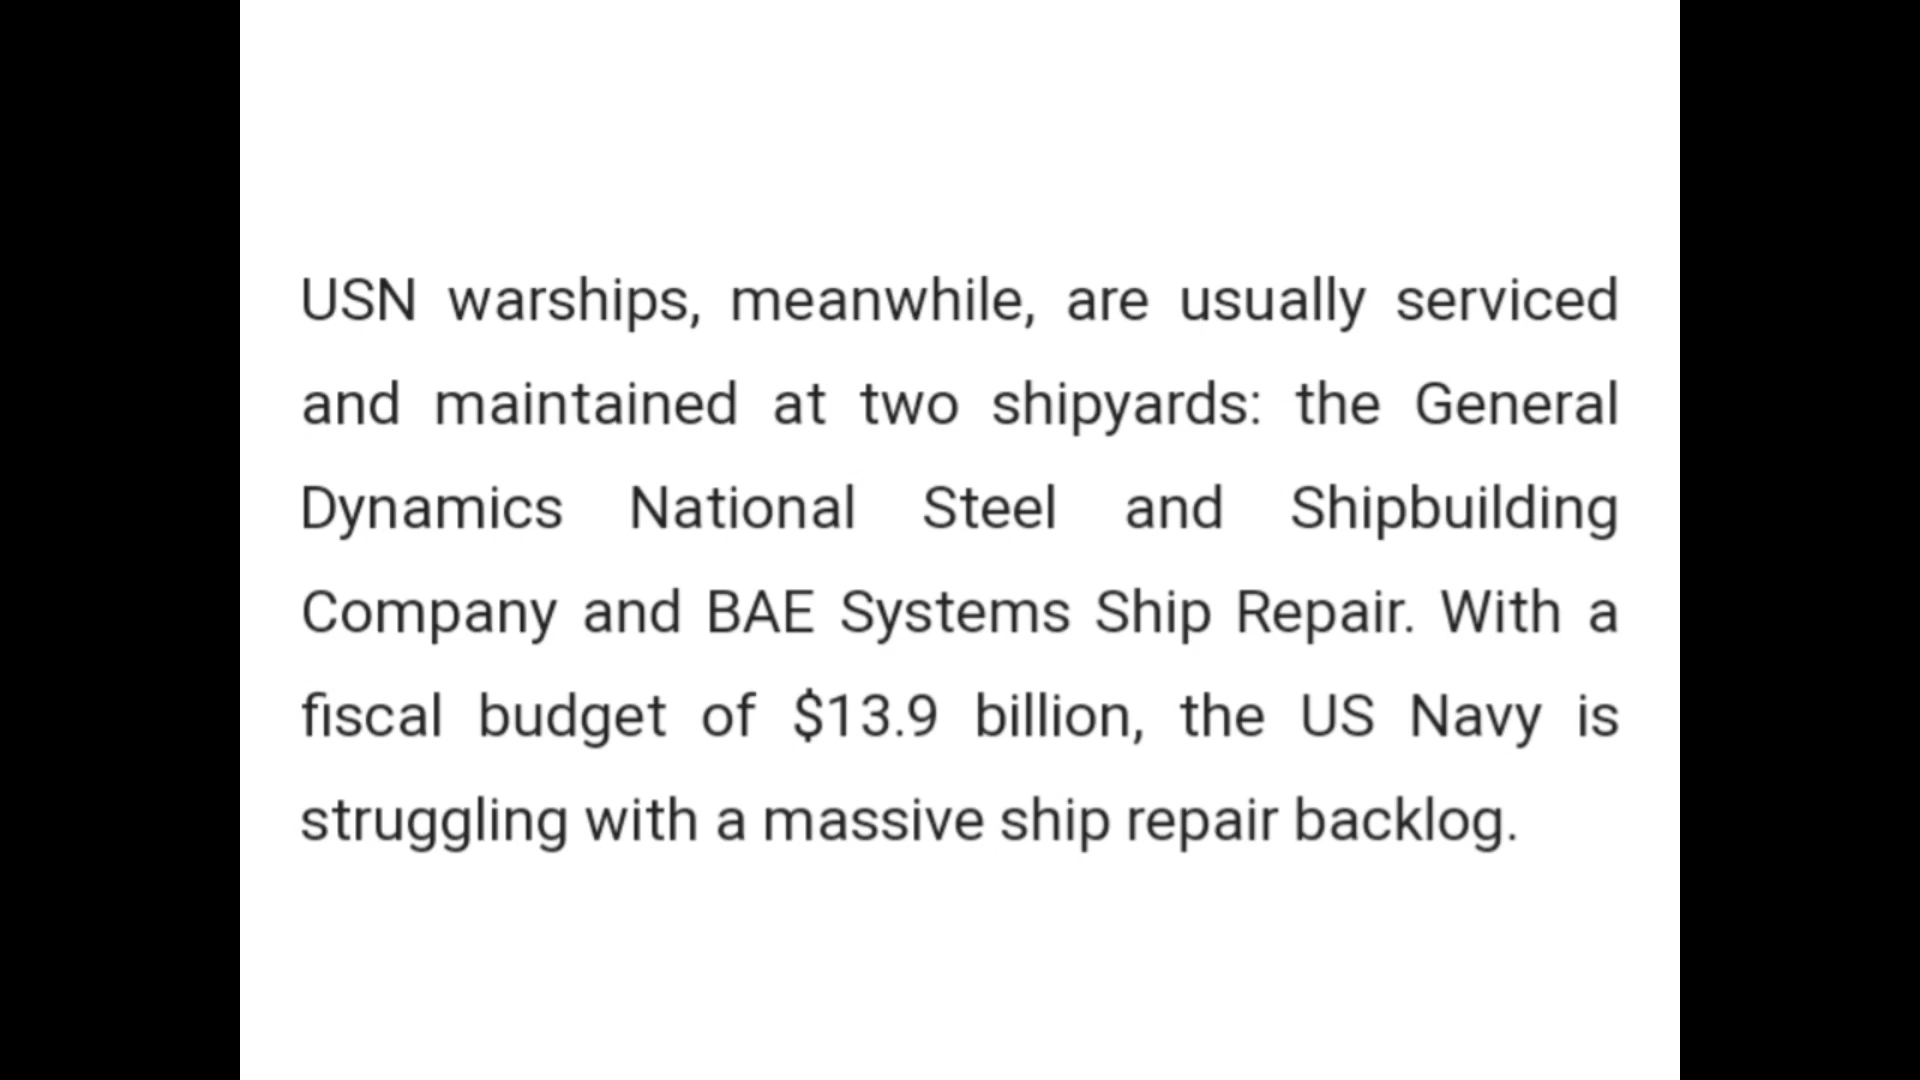 USN warships, meanwhile, are usually serviced
and maintained at two shipyards: the General
Dynamics National Steel and Shipbuilding
Company and BAE Systems Ship Repair. With a
fiscal budget of $13.9 billion, the US Navy is
struggling with a massive ship repair backlog.